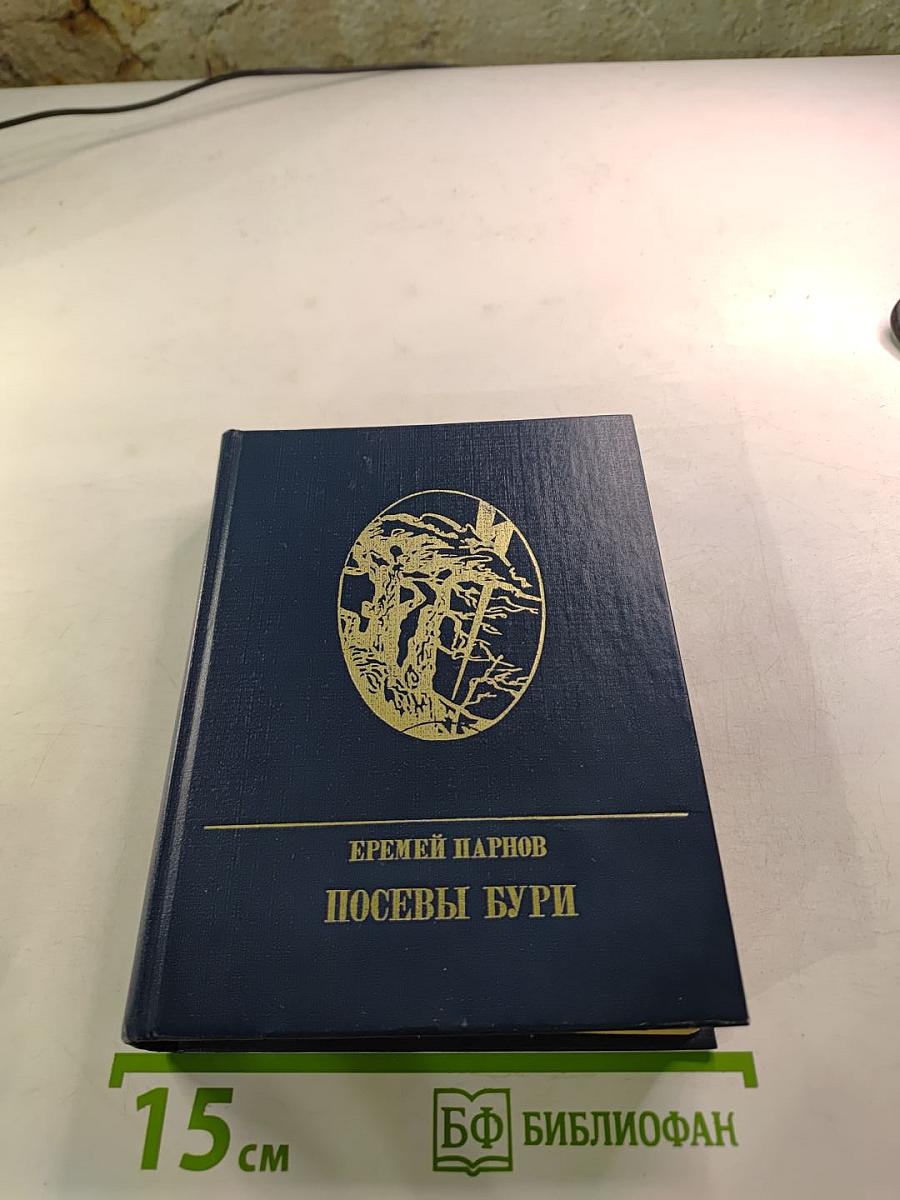 ЕРЕМЕЙ ПАРНОВ
ПОСЕВЫ БУРИ
15 см
БФ БИБЛИОФАН